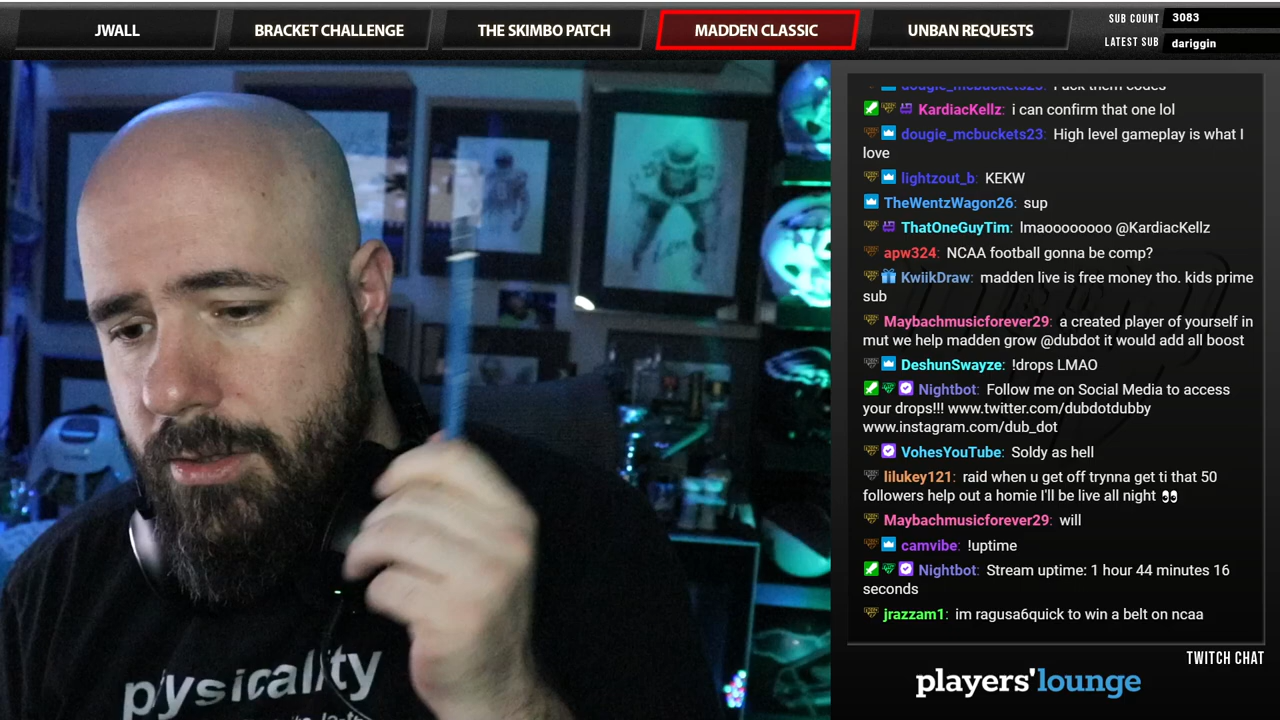 JWALL
BRACKET CHALLENGE
THE SKIMBO PATCH
MADDEN CLASSIC
UNBAN REQUESTS
SUB COUNT 3083
LATEST SUB dariggin
KardiacKellz: i can confirm that one lol
dougie_mcbuckets23: High level gameplay is what I
love
lightzout_b: KEKW
TheWentzWagon26: sup
ThatOneGuyTim: lmaooooooooo @KardiacKellz
apw324: NCAA football gonna be comp?
KwiikDraw: madden live is free money tho. kids prime
sub
Maybachmusicforever29: a created player of yourself in
mut we help madden grow @dubdot it would add all boost
DeshunSwayze: !drops LMAO
Nightbot: Follow me on Social Media to access
your drops!!! www.twitter.com/dubdotdubby
www.instagram.com/dub_dot
VohesYouTube: Soldy as hell
lilukey121: raid when u get off trynna get ti that 50
followers help out a homie I'll be live all night 👀
Maybachmusicforever29: will
camvibe: !uptime
Nightbot: Stream uptime: 1 hour 44 minutes 16
seconds
jrazzam1: im ragusa6quick to win a belt on ncaa
TWITCH CHAT
players'lounge